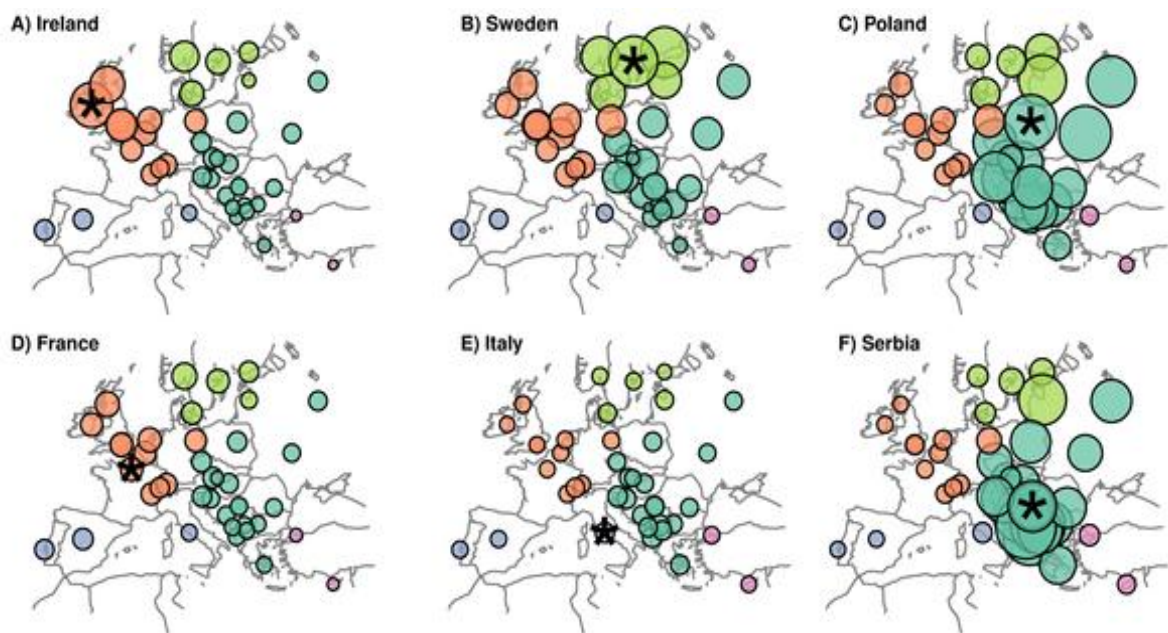 A) Ireland
B) Sweden
C) Poland
D) France
E) Italy
F) Serbia